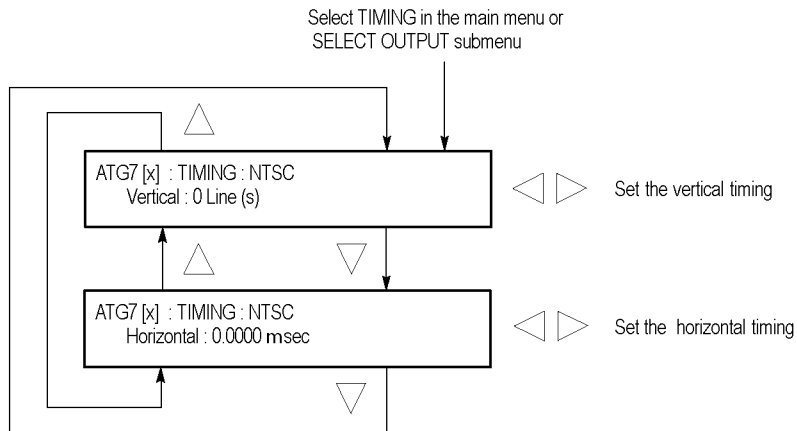 Select TIMING in the main menu or
SELECT OUTPUT submenu
ATG7 [x] : TIMING : NTSC
Vertical : 0 Line (s)
Set the vertical timing
ATG7 [x] : TIMING : NTSC
Horizontal : 0.0000 msec
Set the horizontal timing